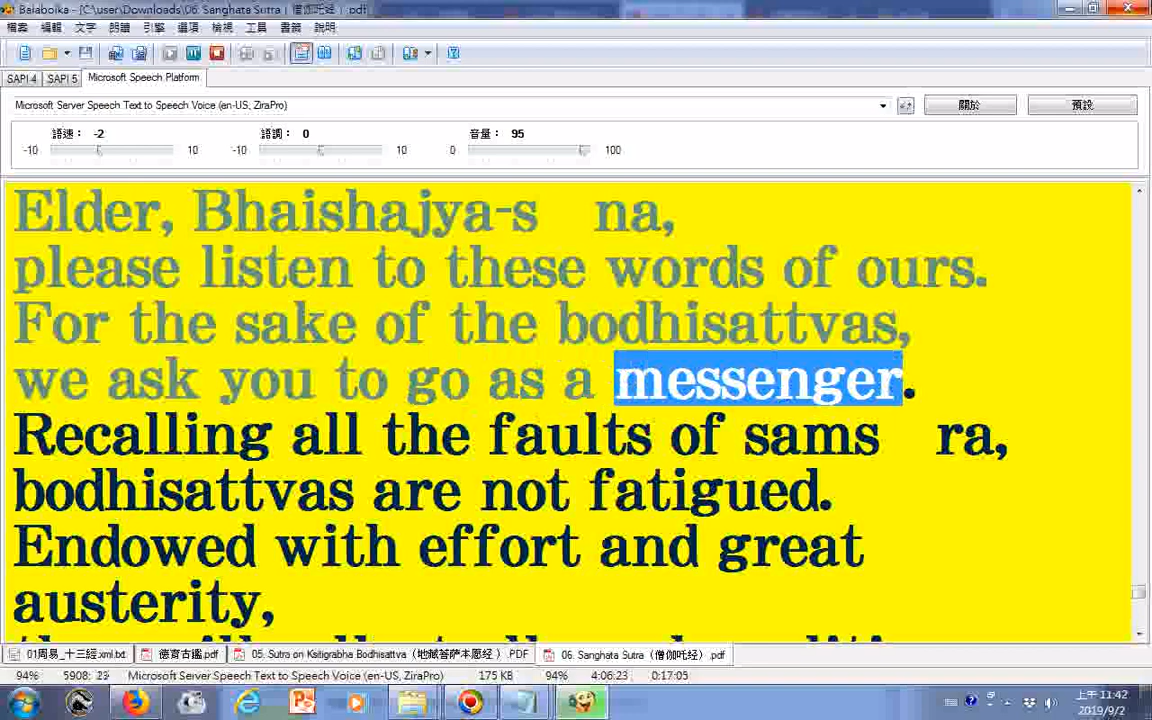 Balabolka - [C:\user\Downloads\06. Sanghata Sutra（僧伽吒经）.pdf]
檔案 編輯 文字 朗讀 引擎 選項 檢視 工具 書籤 說明
SAPI 4 SAPI 5 Microsoft Speech Platform
Microsoft Server Speech Text to Speech Voice (en-US, ZiraPro) 關於 預設
語速： -2 語調： 0 音量： 95
-10 10 -10 10 0 100
Elder, Bhaishajya-s na,
please listen to these words of ours.
For the sake of the bodhisattvas,
we ask you to go as a messenger.
Recalling all the faults of sams ra,
bodhisattvas are not fatigued.
Endowed with effort and great
austerity,
01周易_十三經.xml.txt 德育古鑑.pdf 05. Sutra on Ksitigrabha Bodhisattva（地藏菩萨本愿经）.PDF 06. Sanghata Sutra（僧伽吒经）.pdf
94% 5908: 23 Microsoft Server Speech Text to Speech Voice (en-US, ZiraPro) 175 KB 94% 4:06:23 0:17:05
上午 11:42
2019/9/2